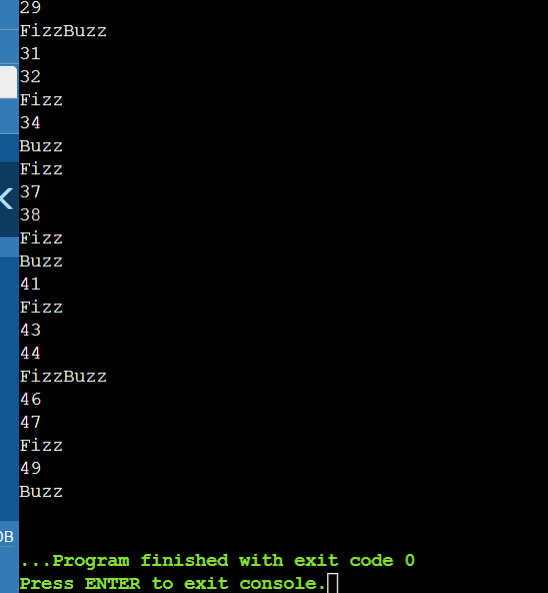 29
FizzBuzz
31
32
Fizz
34
Buzz
Fizz
37
38
Fizz
Buzz
41
Fizz
43
44
FizzBuzz
46
47
Fizz
49
Buzz
DB
...Program finished with exit code 0
Press ENTER to exit console.